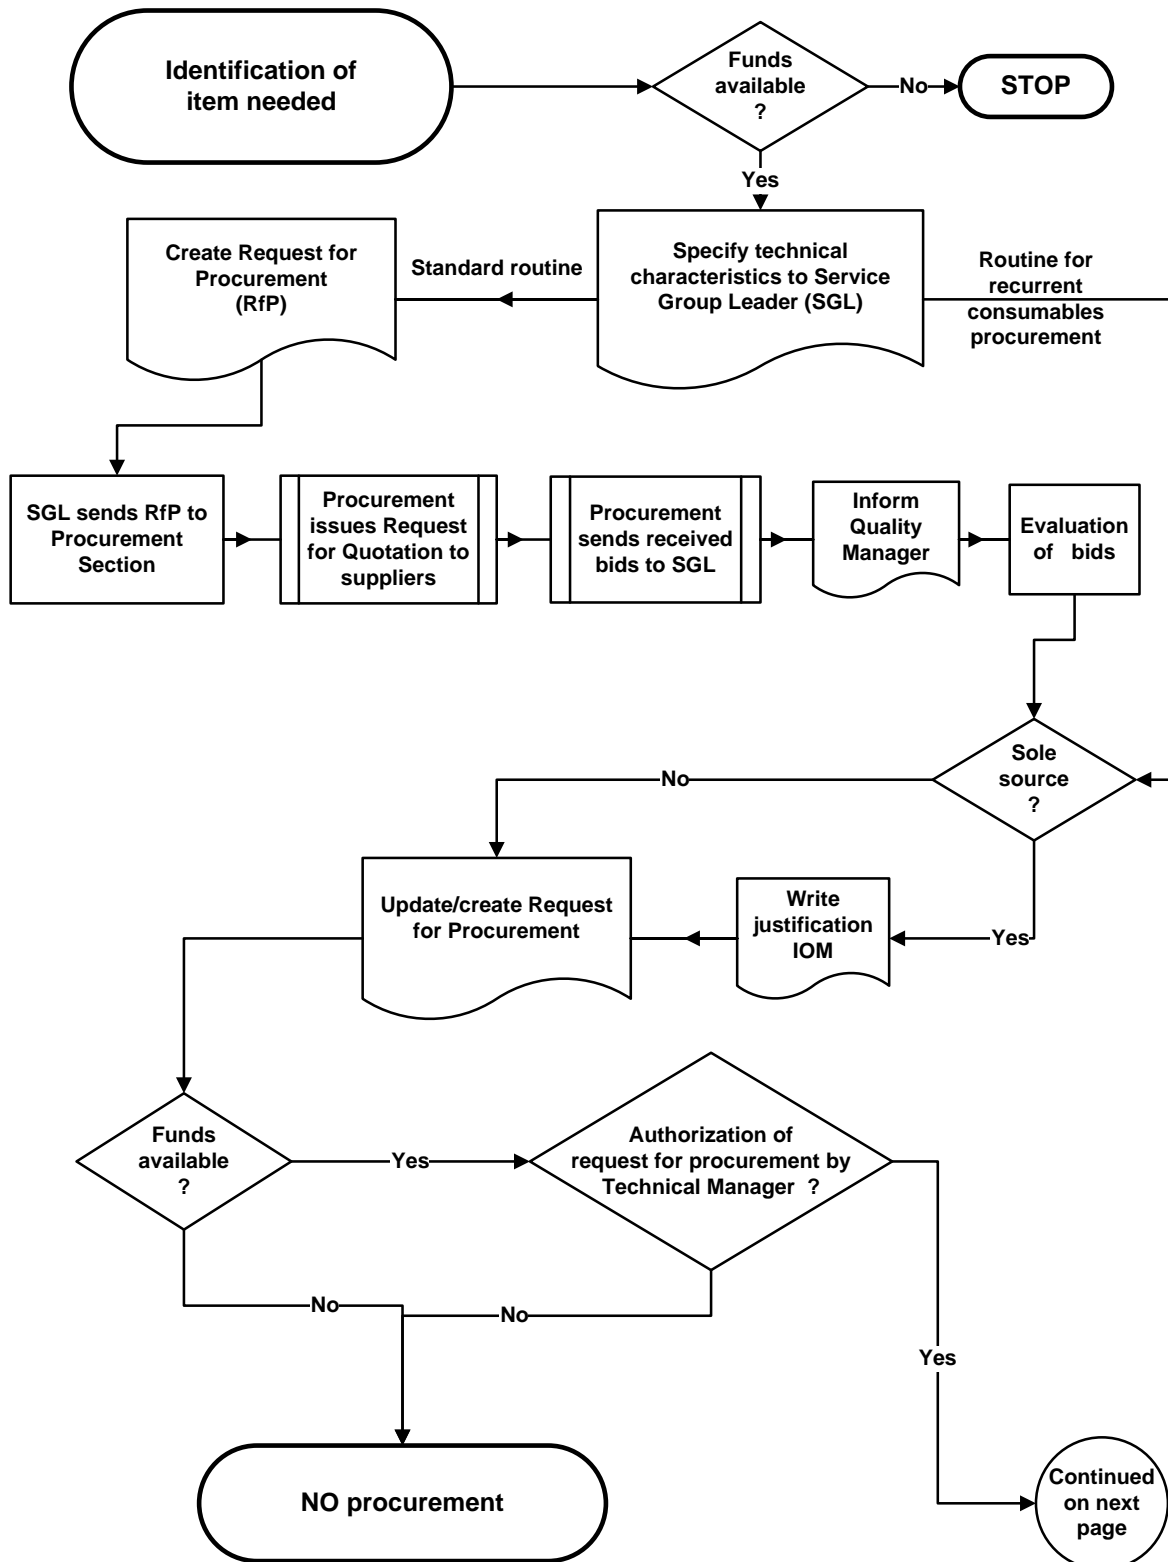 Identification of
item needed
Funds
available
?
No
STOP
Yes
Create Request for
Procurement
(RfP)
Standard routine
Specify technical
characteristics to Service
Group Leader (SGL)
Routine for
recurrent
consumables
procurement
SGL sends RfP to
Procurement
Section
Procurement
issues Request
for Quotation to
suppliers
Procurement
sends received
bids to SGL
Inform
Quality
Manager
Evaluation
of bids
Sole
source
?
No
Yes
Write
justification
IOM
Update/create Request
for Procurement
Funds
available
?
Yes
Authorization of
request for procurement by
Technical Manager ?
No
No
Yes
NO procurement
Continued
on next
page